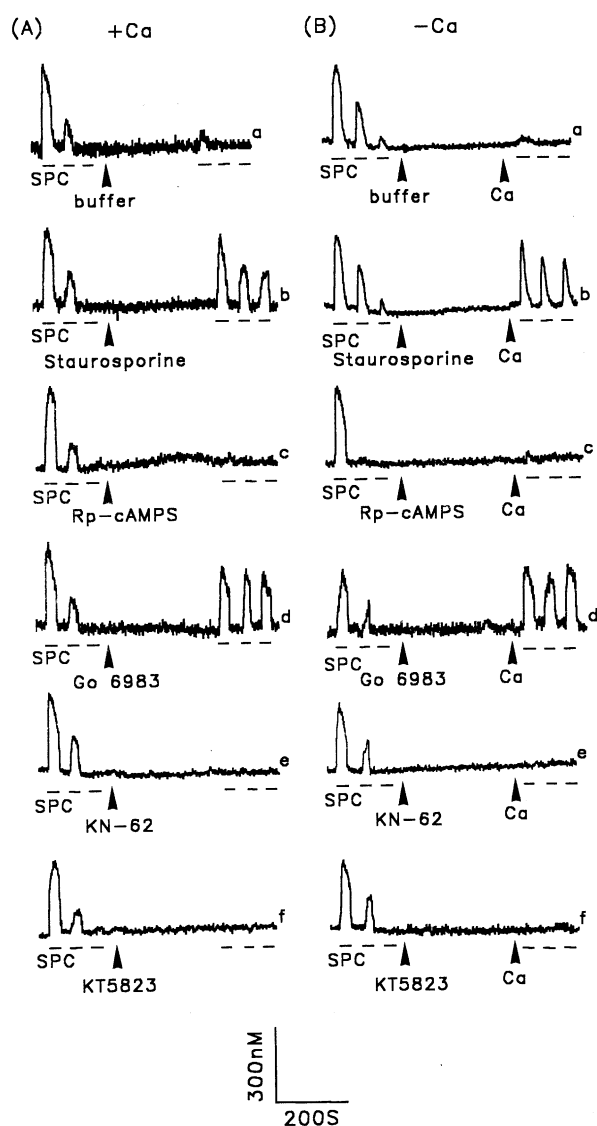 (A) +Ca (B) −Ca
a a
SPC SPC
buffer buffer Ca
b b
SPC SPC
Staurosporine Staurosporine Ca
c c
SPC SPC
Rp−cAMPS Rp−cAMPS Ca
d d
SPC SPC
Go 6983 Go 6983 Ca
e e
SPC SPC
KN−62 KN−62 Ca
f f
SPC SPC
KT5823 KT5823 Ca
300nM
200S